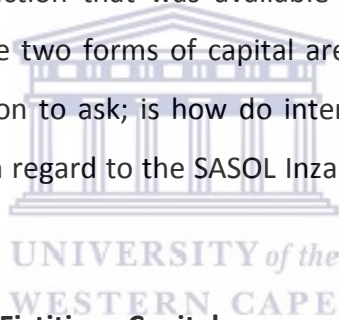 ction that was available
e two forms of capital are
on to ask; is how do inter
regard to the SASOL Inza
UNIVERSITY of the
WESTERN CAPE
Capital